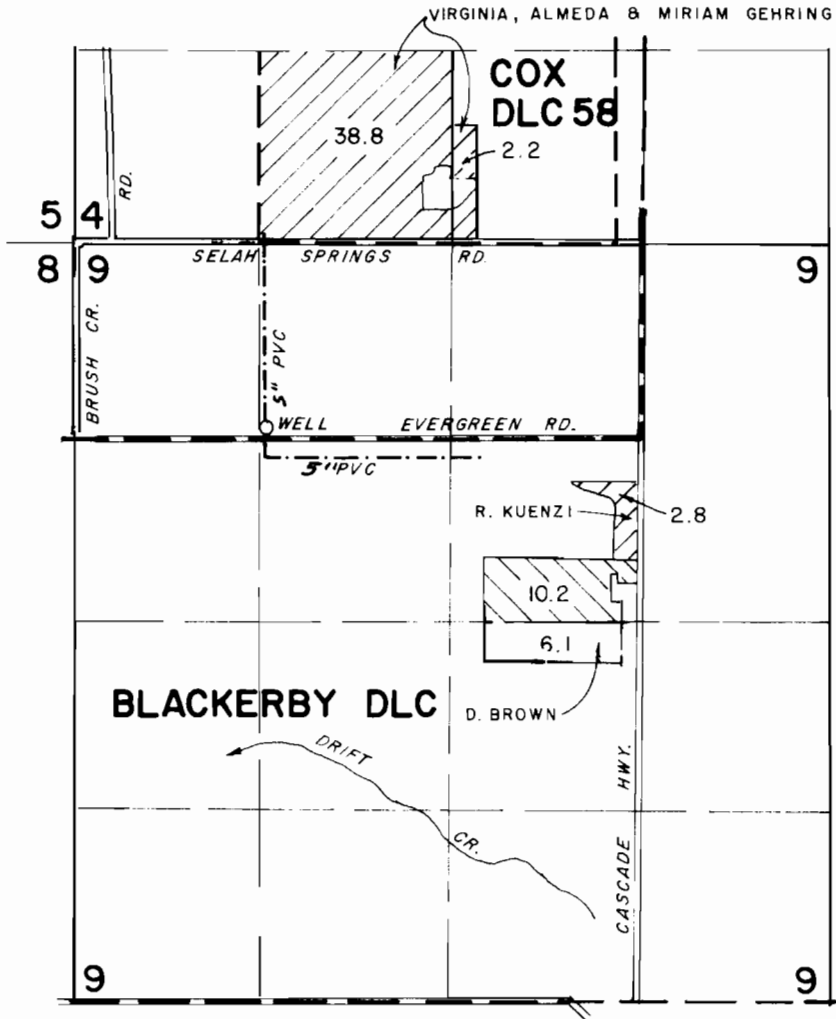 VIRGINIA, ALMEDA & MIRIAM GEHRING
COX
DLC 58
38.8
2.2
RD.
5 4
8 9
9
SELAH SPRINGS RD.
BRUSH CR.
5" PVC
WELL
EVERGREEN RD.
5" PVC
R. KUENZI
2.8
10.2
6.1
BLACKERBY DLC
D. BROWN
DRIFT
CR.
CASCADE HWY.
9
9